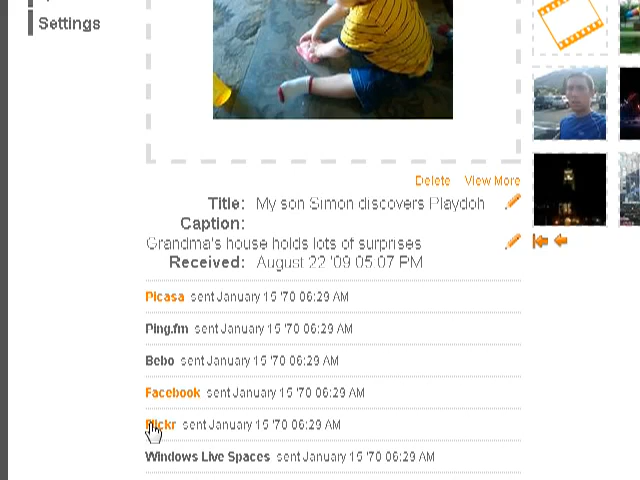 Settings
Delete View More
Title: My son Simon discovers Playdoh
Caption:
Grandma's house holds lots of surprises
Received: August 22 '09 05:07 PM
Picasa sent January 15 '70 06:29 AM
Ping.fm sent January 15 '70 06:29 AM
Bebo sent January 15 '70 06:29 AM
Facebook sent January 15 '70 06:29 AM
Flickr sent January 15 '70 06:29 AM
Windows Live Spaces sent January 15 '70 06:29 AM